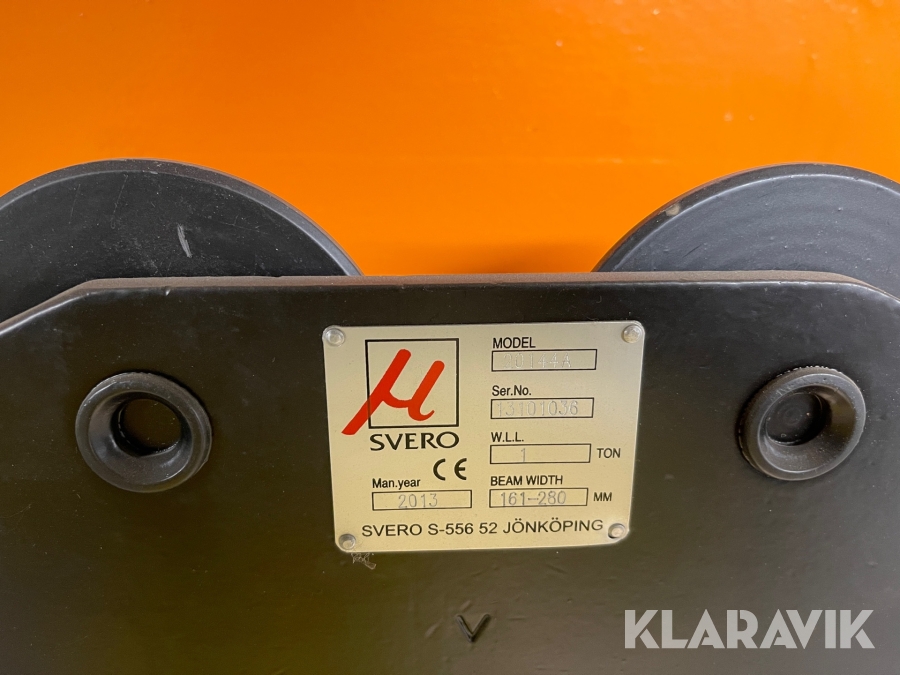 µ
SVERO
MODEL
Ser.No.
13101036
W.L.L.
1 TON
CE
Man.year
2013
BEAM WIDTH
161-280 MM
SVERO S-556 52 JÖNKÖPING
KLARAVIK